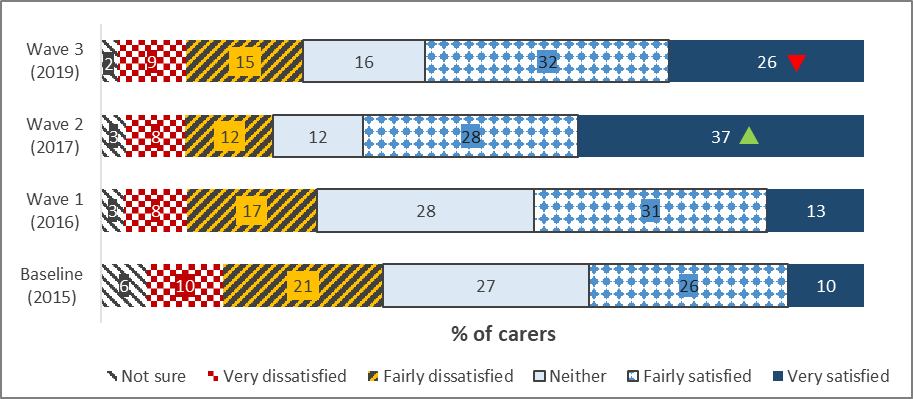 Wave 3
(2019)
2 9 15 16 32 26
Wave 2
(2017)
3 8 12 12 28 37
Wave 1
(2016)
3 8 17 28 31 13
Baseline
(2015)
6 10 21 27 26 10
% of carers
Not sure Very dissatisfied Fairly dissatisfied Neither Fairly satisfied Very satisfied